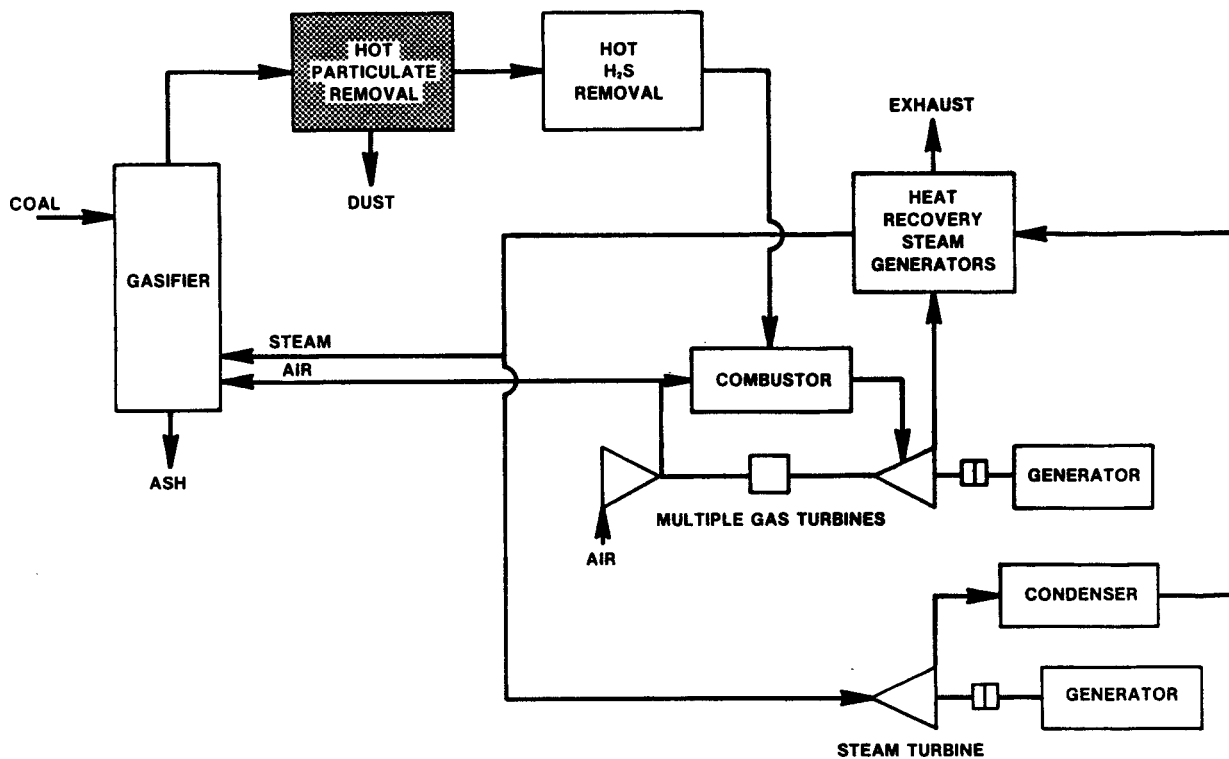 HOT
PARTICULATE
REMOVAL
HOT
H₂S
REMOVAL
EXHAUST
COAL
DUST
HEAT
RECOVERY
STEAM
GENERATORS
GASIFIER
STEAM
AIR
COMBUSTOR
ASH
GENERATOR
MULTIPLE GAS TURBINES
AIR
CONDENSER
GENERATOR
STEAM TURBINE